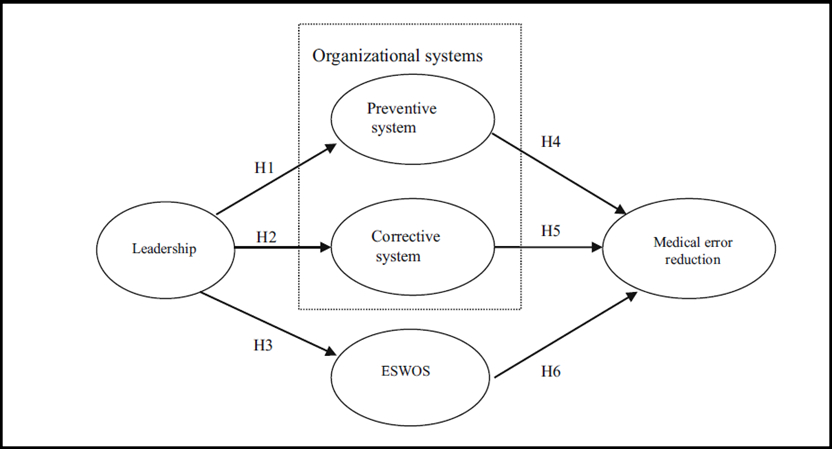 Organizational systems
Preventive
system
H1
H4
Leadership
H2
Corrective
system
H5
Medical error
reduction
H3
ESWOS
H6